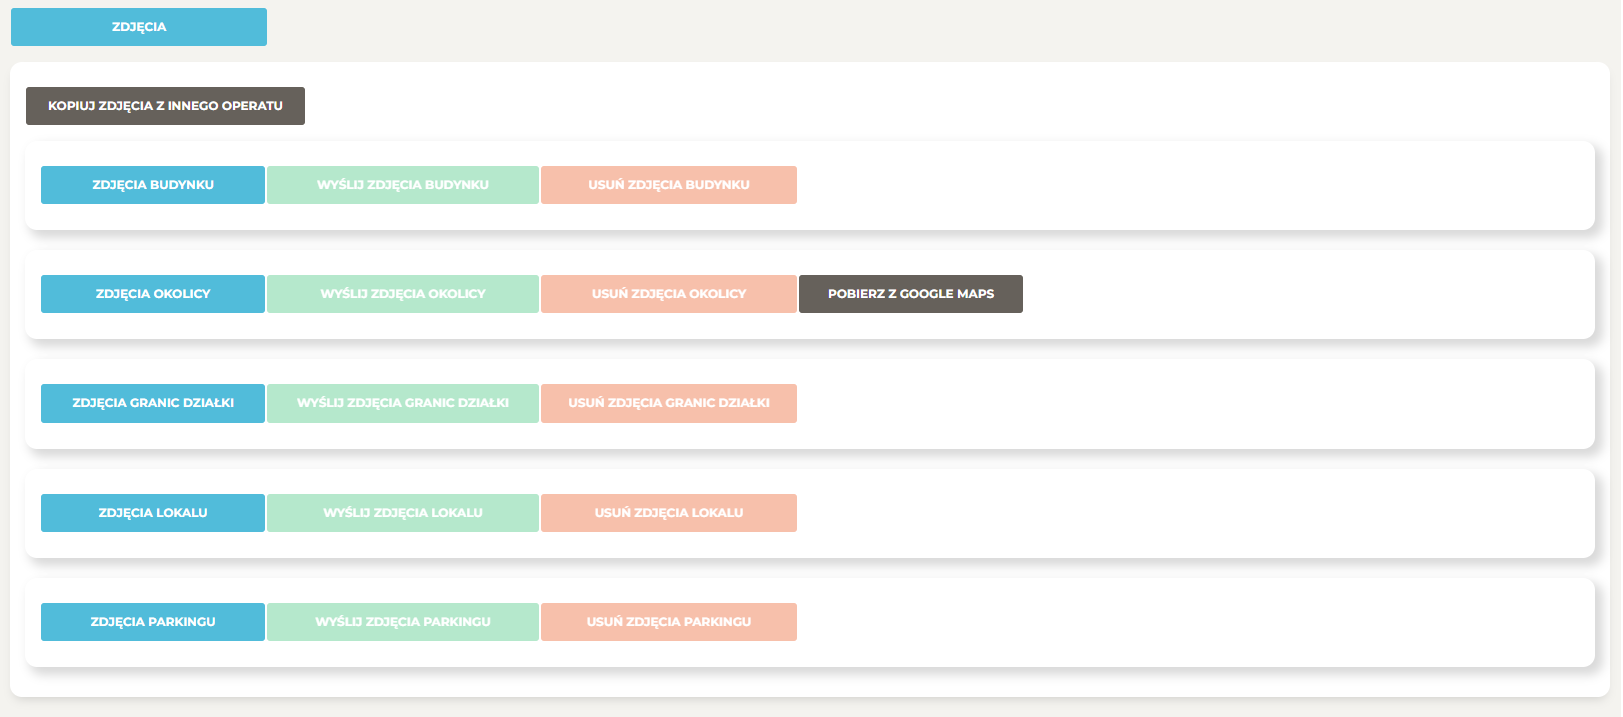 ZDJĘCIA
KOPIUJ ZDJĘCIA Z INNEGO OPERATU
ZDJĘCIA BUDYNKU WYŚLIJ ZDJĘCIA BUDYNKU USUŃ ZDJĘCIA BUDYNKU
ZDJĘCIA OKOLICY WYŚLIJ ZDJĘCIA OKOLICY USUŃ ZDJĘCIA OKOLICY POBIERZ Z GOOGLE MAPS
ZDJĘCIA GRANIC DZIAŁKI WYŚLIJ ZDJĘCIA GRANIC DZIAŁKI USUŃ ZDJĘCIA GRANIC DZIAŁKI
ZDJĘCIA LOKALU WYŚLIJ ZDJĘCIA LOKALU USUŃ ZDJĘCIA LOKALU
ZDJĘCIA PARKINGU WYŚLIJ ZDJĘCIA PARKINGU USUŃ ZDJĘCIA PARKINGU